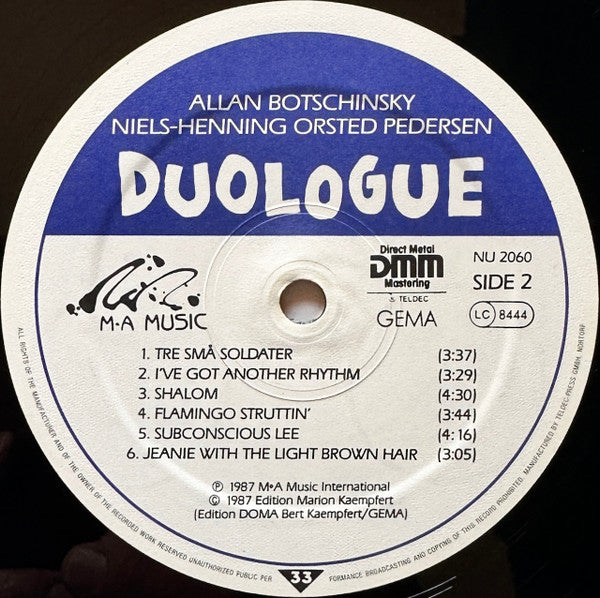 ALLAN BOTSCHINSKY
NIELS-HENNING ORSTED PEDERSEN
DUOLOGUE
M•A MUSIC
Direct Metal
DMM
Mastering
TELDEC
GEMA
NU 2060
SIDE 2
LC 8444
1. TRE SMÅ SOLDATER (3:37)
2. I'VE GOT ANOTHER RHYTHM (3:29)
3. SHALOM (4:30)
4. FLAMINGO STRUTTIN' (3:44)
5. SUBCONSCIOUS LEE (4:16)
6. JEANIE WITH THE LIGHT BROWN HAIR (3:05)
℗ 1987 M•A Music International
© 1987 Edition Marion Kaempfert
(Edition DOMA Bert Kaempfert/GEMA)
ALL RIGHTS OF THE MANUFACTURER AND OF THE OWNER OF THE RECORDED WORK RESERVED UNAUTHORIZED PUBLIC PER
33
FORMANCE BROADCASTING AND COPYING OF THIS RECORD PROHIBITED. MANUFACTURED BY TELDEC-PRESS GMBH, NORTORF